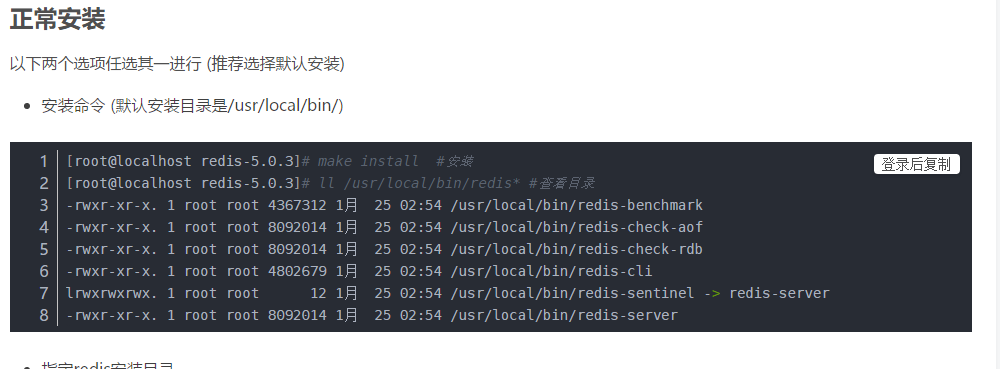 正常安装
以下两个选项任选其一进行 (推荐选择默认安装)
• 安装命令 (默认安装目录是/usr/local/bin/)
登录后复制
1 [root@localhost redis-5.0.3]# make install  #安装
2 [root@localhost redis-5.0.3]# ll /usr/local/bin/redis* #查看目录
3 -rwxr-xr-x. 1 root root 4367312 1月  25 02:54 /usr/local/bin/redis-benchmark
4 -rwxr-xr-x. 1 root root 8092014 1月  25 02:54 /usr/local/bin/redis-check-aof
5 -rwxr-xr-x. 1 root root 8092014 1月  25 02:54 /usr/local/bin/redis-check-rdb
6 -rwxr-xr-x. 1 root root 4802679 1月  25 02:54 /usr/local/bin/redis-cli
7 lrwxrwxrwx. 1 root root      12 1月  25 02:54 /usr/local/bin/redis-sentinel -> redis-server
8 -rwxr-xr-x. 1 root root 8092014 1月  25 02:54 /usr/local/bin/redis-server
• 指定redis安装目录